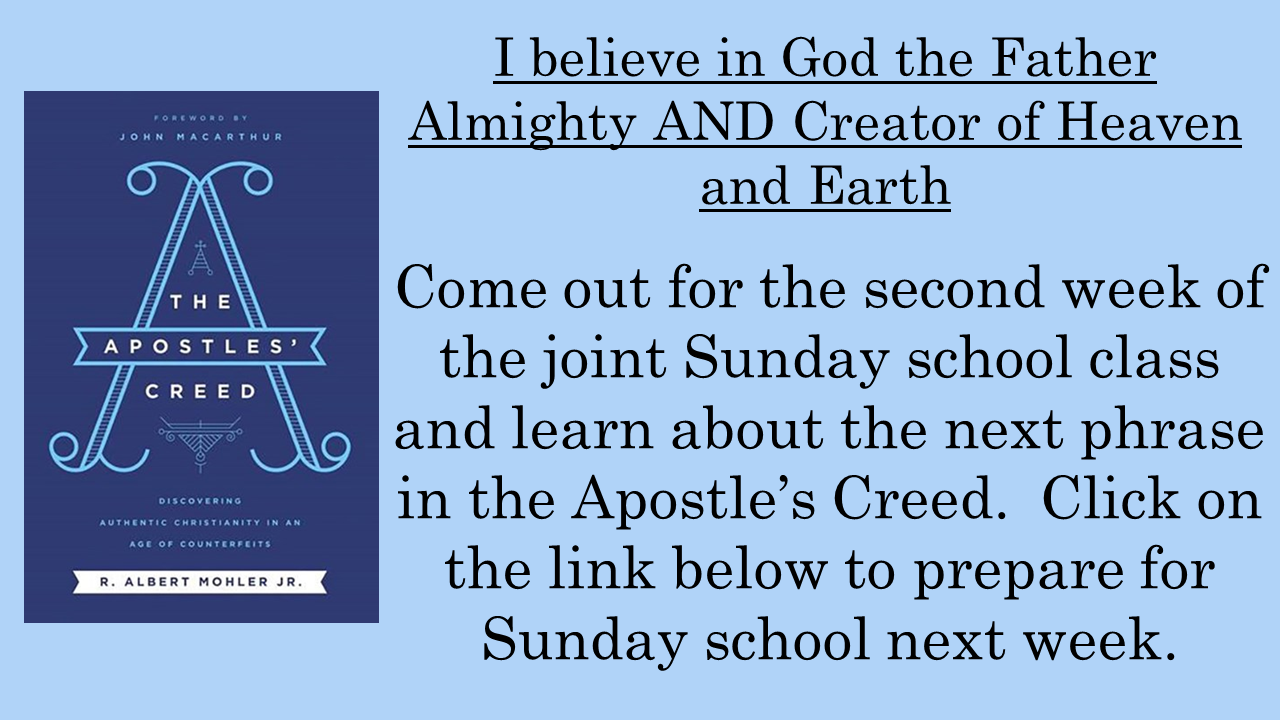 FOREWORD BY
JOHN MACARTHUR
THE
APOSTLES’
CREED
DISCOVERING
AUTHENTIC CHRISTIANITY IN AN
AGE OF COUNTERFEITS
R. ALBERT MOHLER JR.
I believe in God the Father
Almighty AND Creator of Heaven
and Earth
Come out for the second week of
the joint Sunday school class
and learn about the next phrase
in the Apostle’s Creed.  Click on
the link below to prepare for
Sunday school next week.